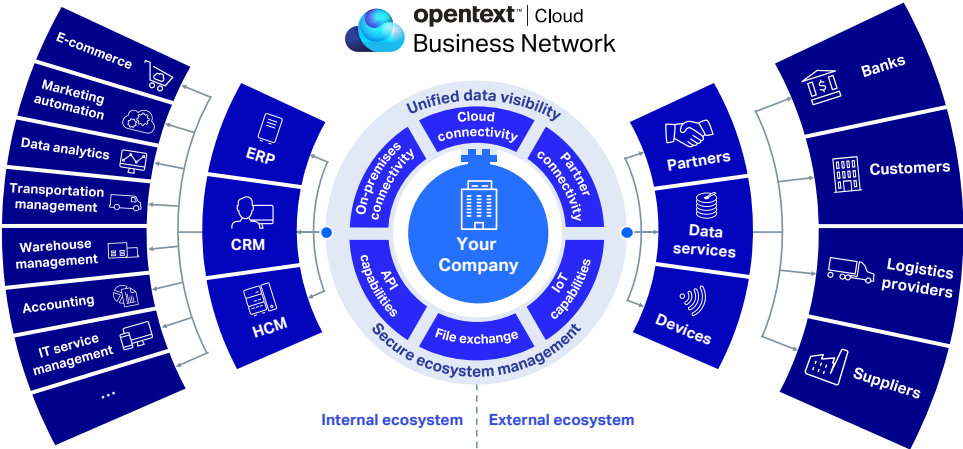 opentext™ | Cloud
Business Network
E-commerce
Marketing
automation
Data analytics
Transportation
management
Warehouse
management
Accounting
IT service
management
...
ERP
CRM
HCM
Unified data visibility
Cloud
connectivity
On-premises
connectivity
Partner
connectivity
Your
Company
API
capabilities
IoT
capabilities
File exchange
Secure ecosystem management
Partners
Data
services
Devices
$
Banks
Customers
Logistics
providers
Suppliers
Internal ecosystem
External ecosystem